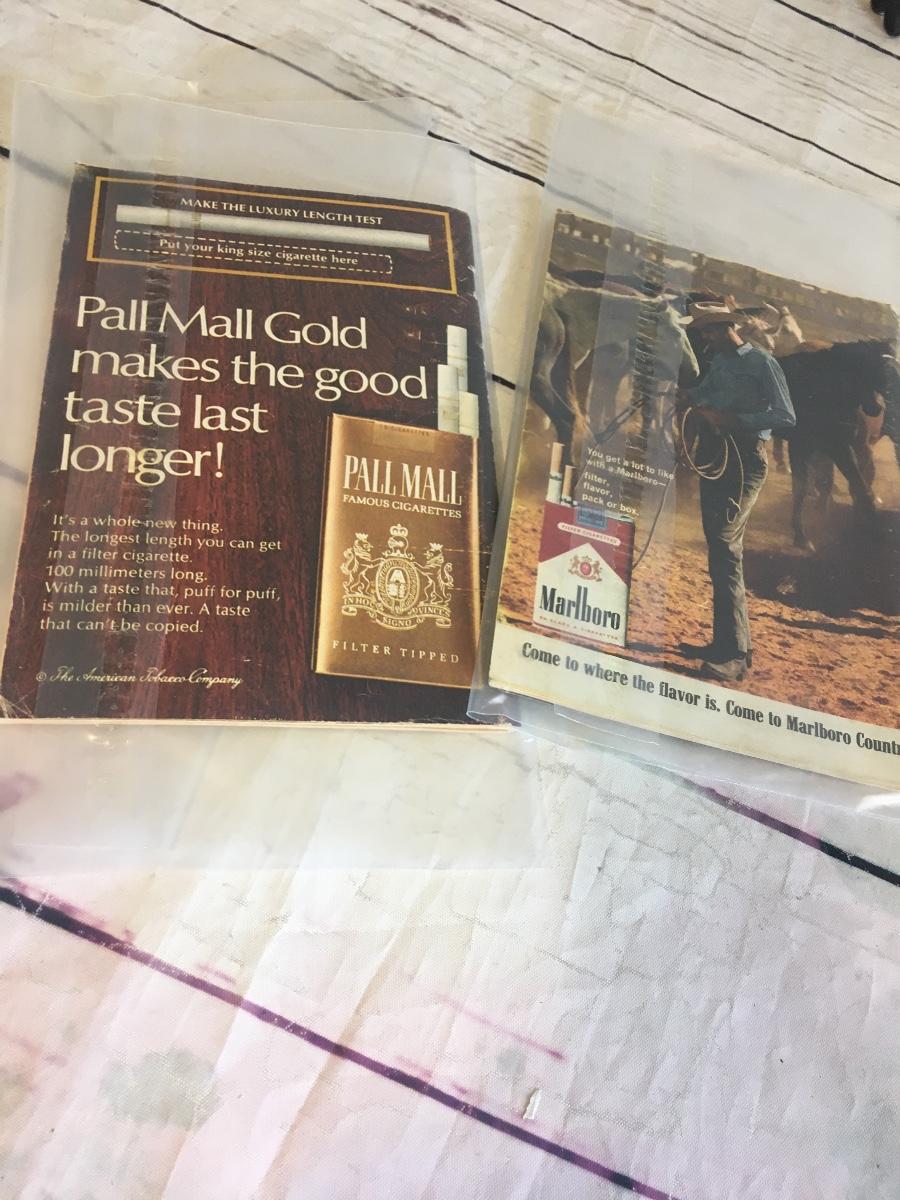 MAKE THE LUXURY LENGTH TEST
Put your king size cigarette here
Pall Mall Gold
makes the good
taste last
longer!
It's a whole new thing.
The longest length you can get
in a filter cigarette.
100 millimeters long.
With a taste that, puff for puff,
is milder than ever. A taste
that can't be copied.
© The American Tobacco Company
PALL MALL
FAMOUS CIGARETTES
IN HOC
SIGNO
VINCES
FILTER TIPPED
You get a lot to like
with a Marlboro—
filter,
flavor,
pack or box.
FILTER CIGARETTES
Marlboro
Come to where the flavor is. Come to Marlboro Countr